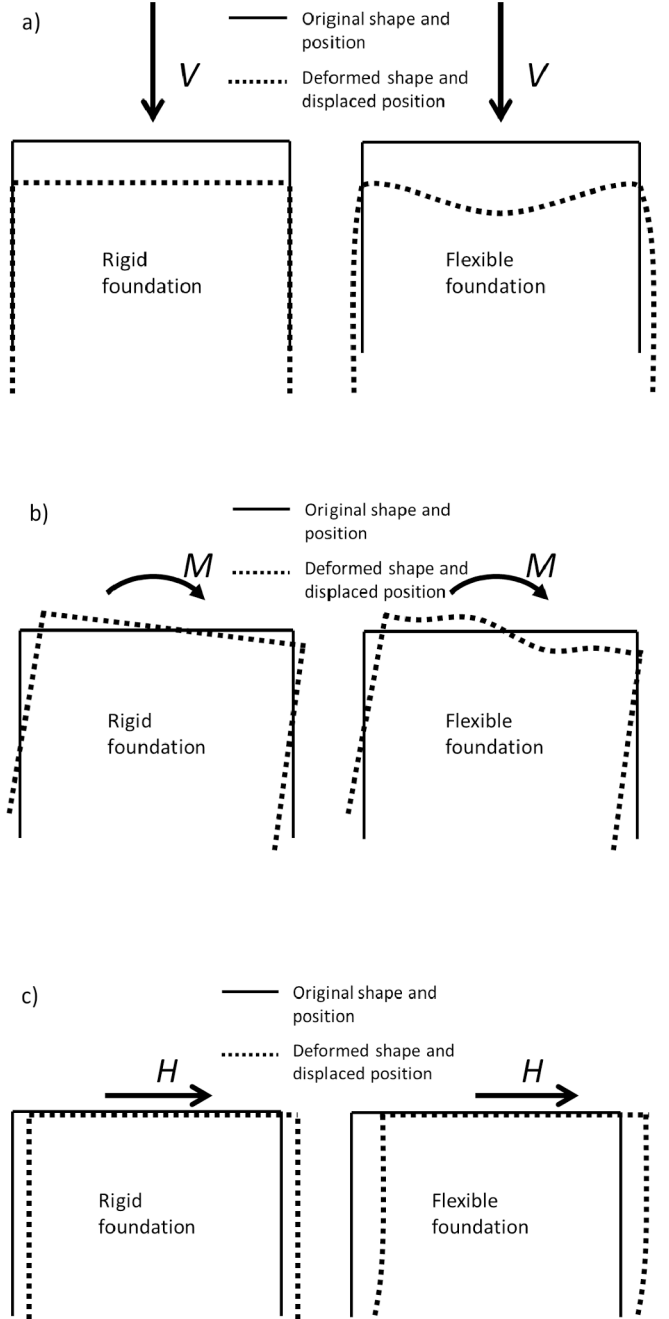 a)
Original shape and
position
Deformed shape and
displaced position
V
V
Rigid
foundation
Flexible
foundation
b)
Original shape and
position
Deformed shape and
displaced position
M
M
Rigid
foundation
Flexible
foundation
c)
Original shape and
position
Deformed shape and
displaced position
H
H
Rigid
foundation
Flexible
foundation